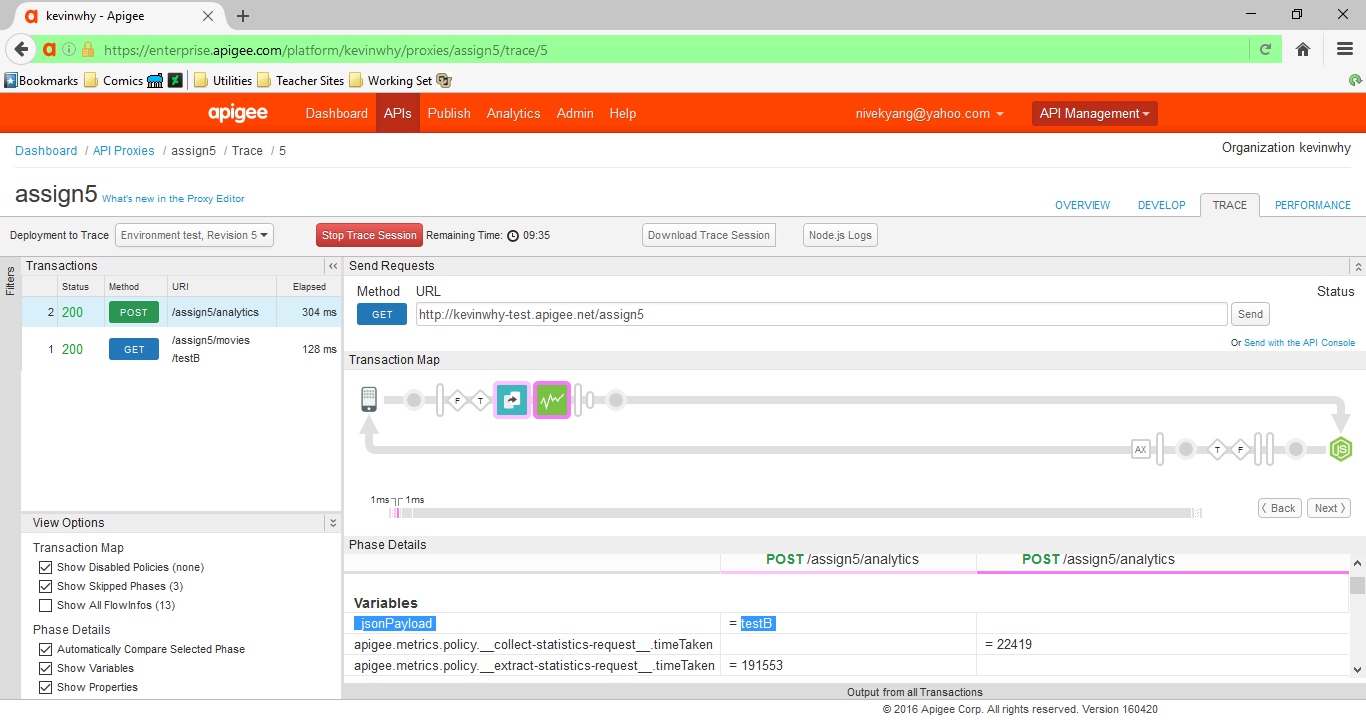 kevinwhy - Apigee
https://enterprise.apigee.com/platform/kevinwhy/proxies/assign5/trace/5
Bookmarks Comics Utilities Teacher Sites Working Set
apigee Dashboard APIs Publish Analytics Admin Help nivekyang@yahoo.com API Management
Dashboard / API Proxies / assign5 / Trace / 5 Organization kevinwhy
assign5 What's new in the Proxy Editor OVERVIEW DEVELOP TRACE PERFORMANCE
Deployment to Trace Environment test, Revision 5 Stop Trace Session Remaining Time: 09:35 Download Trace Session Node.js Logs
Filters
Transactions
Status Method URI Elapsed
2 200 POST /assign5/analytics 304 ms
1 200 GET /assign5/movies /testB 128 ms
Send Requests
Method URL Status
GET http://kevinwhy-test.apigee.net/assign5 Send
Or Send with the API Console
Transaction Map
F T
AX T F JS
1ms 1ms Back Next
View Options
Transaction Map
Show Disabled Policies (none)
Show Skipped Phases (3)
Show All FlowInfos (13)
Phase Details
Automatically Compare Selected Phase
Show Variables
Show Properties
Phase Details
POST /assign5/analytics POST /assign5/analytics
Variables
_jsonPayload = testB
apigee.metrics.policy.__collect-statistics-request__.timeTaken = 22419
apigee.metrics.policy.__extract-statistics-request__.timeTaken = 191553
Output from all Transactions
© 2016 Apigee Corp. All rights reserved. Version 160420